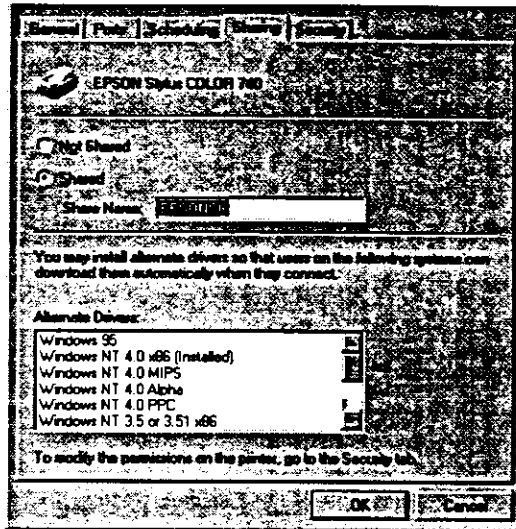 General Ports Scheduling Sharing Security
EPSON Stylus COLOR 740
Not Shared
Shared
Share Name:
You may install alternate drivers so that users on the following systems can
download them automatically when they connect.
Alternate Drivers:
Windows 95
Windows NT 4.0 x86 (Installed)
Windows NT 4.0 MIPS
Windows NT 4.0 Alpha
Windows NT 4.0 PPC
Windows NT 3.5 or 3.51 x86
To modify the permissions on the printer, go to the Security tab.
OK Cancel